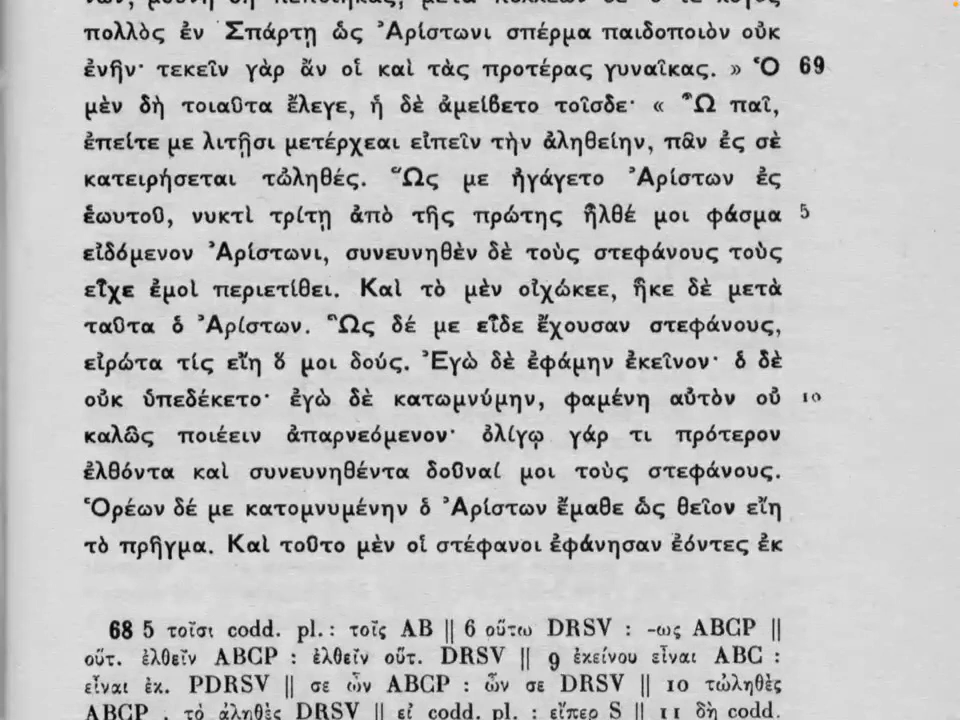 πολλὸς ἐν Σπάρτῃ ὡς Ἀρίστωνι σπέρμα παιδοποιὸν οὐκ
ἐνῆν· τεκεῖν γὰρ ἄν οἱ καὶ τὰς προτέρας γυναῖκας. » Ὁ 69
μὲν δὴ τοιαῦτα ἔλεγε, ἡ δὲ ἀμείβετο τοῖσδε· « Ὦ παῖ,
ἐπείτε με λιτῇσι μετέρχεαι εἰπεῖν τὴν ἀληθείην, πᾶν ἐς σὲ
κατειρήσεται τὠληθές. Ὥς με ἠγάγετο Ἀρίστων ἐς
ἑωυτοῦ, νυκτὶ τρίτῃ ἀπὸ τῆς πρώτης ἦλθέ μοι φάσμα 5
εἰδόμενον Ἀρίστωνι, συνευνηθὲν δὲ τοὺς στεφάνους τοὺς
εἶχε ἐμοὶ περιετίθει. Καὶ τὸ μὲν οἰχώκεε, ἧκε δὲ μετὰ
ταῦτα ὁ Ἀρίστων. Ὣς δέ με εἶδε ἔχουσαν στεφάνους,
εἰρώτα τίς εἴη ὅ μοι δούς. Ἐγὼ δὲ ἐφάμην ἐκεῖνον· ὁ δὲ
οὐκ ὑπεδέκετο· ἐγὼ δὲ κατωμνύμην, φαμένη αὐτὸν οὐ 10
καλῶς ποιέειν ἀπαρνεόμενον· ὀλίγῳ γάρ τι πρότερον
ἐλθόντα καὶ συνευνηθέντα δοῦναί μοι τοὺς στεφάνους.
Ὁρέων δέ με κατομνυμένην ὁ Ἀρίστων ἔμαθε ὡς θεῖον εἴη
τὸ πρῆγμα. Καὶ τοῦτο μὲν οἱ στέφανοι ἐφάνησαν ἐόντες ἐκ
68 5 τοῖσι codd. pl. : τοῖς AB || 6 οὕτω DRSV : -ως ABCP ||
οὕτ. ἐλθεῖν ABCP : ἐλθεῖν οὕτ. DRSV || 9 ἐκείνου εἶναι ABC :
εἶναι ἐκ. PDRSV || σε ὦν ABCP : ὦν σε DRSV || 10 τὠληθὲς
ABCP : τὸ ἀληθὲς DRSV || εἰ codd. pl. : εἴπερ S || 11 δὴ codd.